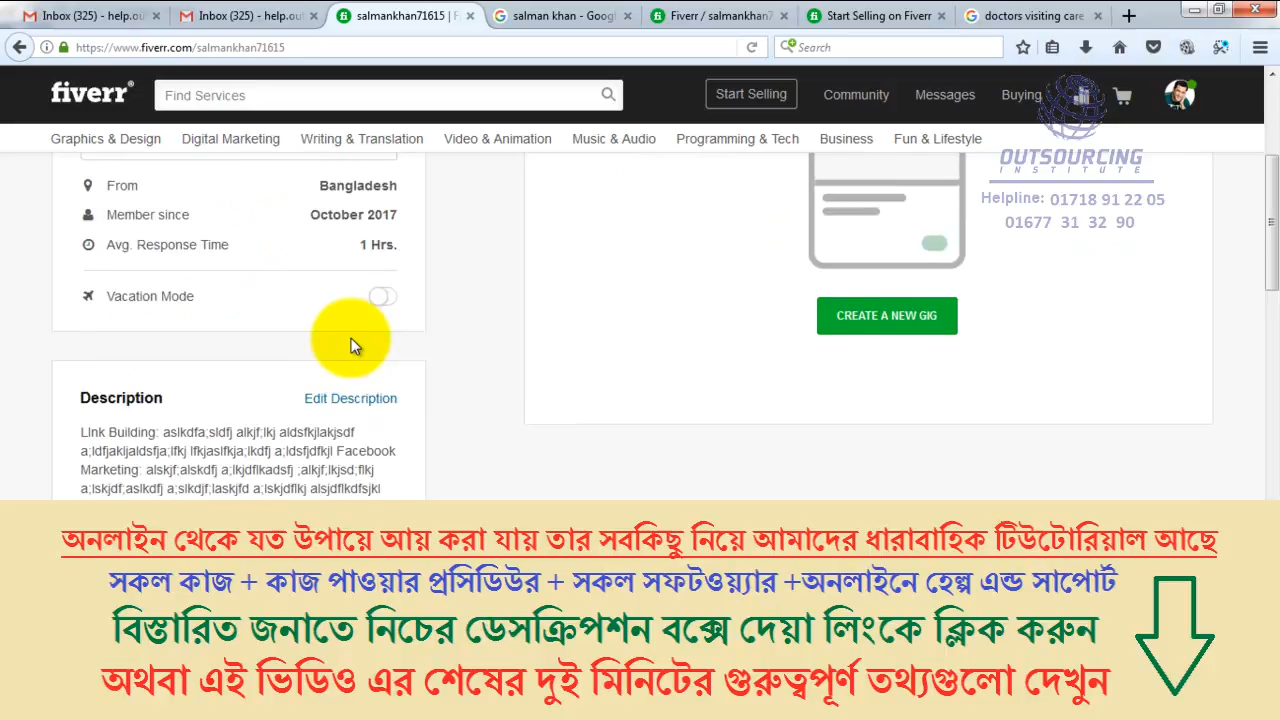 Inbox (325) - help.out
Inbox (325) - help.out
salmankhan71615 | F
salman khan - Goog
Fiverr / salmankhan7
Start Selling on Fiverr
doctors visiting care
https://www.fiverr.com/salmankhan71615
Search
fiverr
Find Services
Start Selling
Community
Messages
Buying
Graphics & Design
Digital Marketing
Writing & Translation
Video & Animation
Music & Audio
Programming & Tech
Business
Fun & Lifestyle
OUTSOURCING
INSTITUTE
Helpline: 01718 91 22 05
01677 31 32 90
From Bangladesh
Member since October 2017
Avg. Response Time 1 Hrs.
Vacation Mode
CREATE A NEW GIG
Description Edit Description
LInk Building: aslkdfa;sldfj alkjf;lkj aldsfkjlakjsdf
a;ldfjakljaldsfja;lfkj lfkjaslfkja;lkdfj a;ldsfjdfkjl Facebook
Marketing: alskjf;alskdfj a;lkjdflkadsfj ;alkjf;lkjsd;flkj
a;lskjdf;aslkdfj a;slkdjf;laskjfd a;lskjdflkj alsjdflkdfsjkl
অনলাইন থেকে যত উপায়ে আয় করা যায় তার সবকিছু নিয়ে আমাদের ধারাবাহিক টিউটোরিয়াল আছে
সকল কাজ + কাজ পাওয়ার প্রসিডিউর + সকল সফটওয়্যার +অনলাইনে হেল্প এন্ড সাপোর্ট
বিস্তারিত জনাতে নিচের ডেসক্রিপশন বক্সে দেয়া লিংকে ক্লিক করুন
অথবা এই ভিডিও এর শেষের দুই মিনিটের গুরুত্বপূর্ণ তথ্যগুলো দেখুন